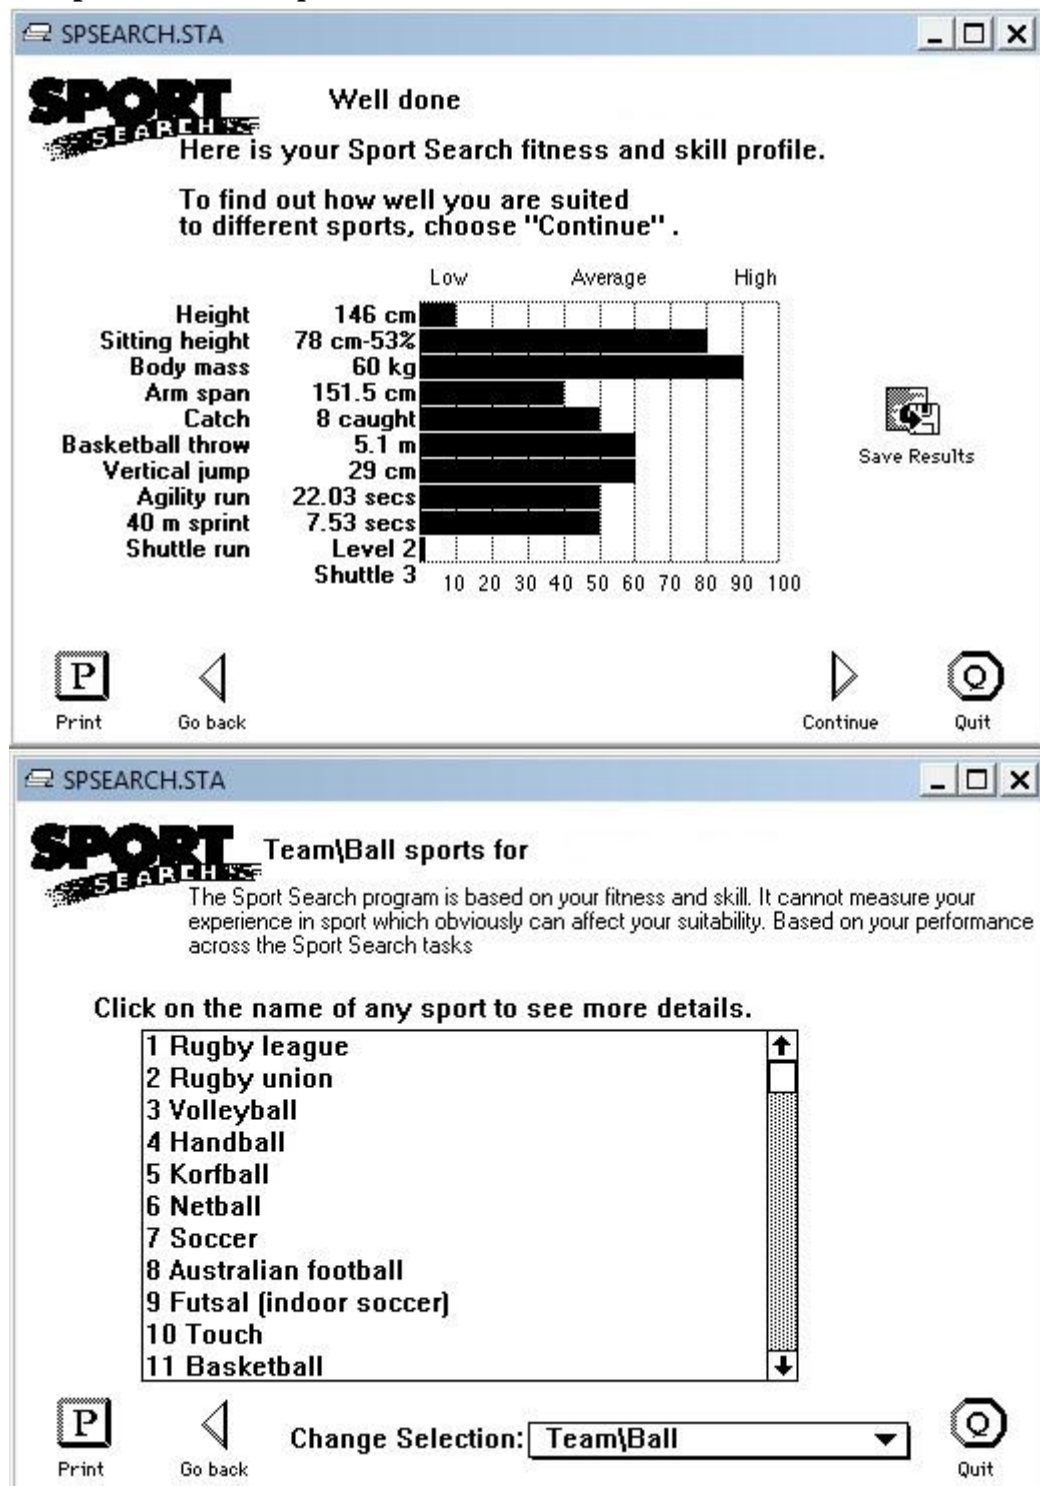 SPSEARCH.STA
SPORT
SEARCH
Well done
Here is your Sport Search fitness and skill profile.
To find out how well you are suited
to different sports, choose "Continue" .
Low Average High
Height 146 cm
Sitting height 78 cm-53%
Body mass 60 kg
Arm span 151.5 cm
Catch 8 caught
Basketball throw 5.1 m
Vertical jump 29 cm
Agility run 22.03 secs
40 m sprint 7.53 secs
Shuttle run Level 2
Shuttle 3
10 20 30 40 50 60 70 80 90 100
Save Results
P
Print
Go back
Continue
Q
Quit
SPSEARCH.STA
SPORT
SEARCH
Team\Ball sports for
The Sport Search program is based on your fitness and skill. It cannot measure your
experience in sport which obviously can affect your suitability. Based on your performance
across the Sport Search tasks
Click on the name of any sport to see more details.
1 Rugby league
2 Rugby union
3 Volleyball
4 Handball
5 Korfball
6 Netball
7 Soccer
8 Australian football
9 Futsal (indoor soccer)
10 Touch
11 Basketball
P
Print
Go back
Change Selection: Team\Ball
Q
Quit